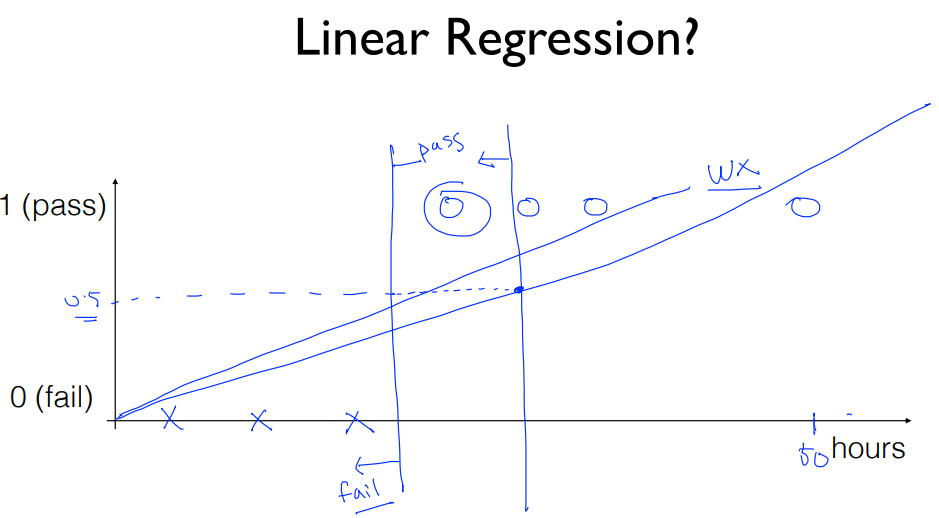 Linear Regression?
pass
wx
1 (pass)
0.5
0 (fail)
50
hours
fail